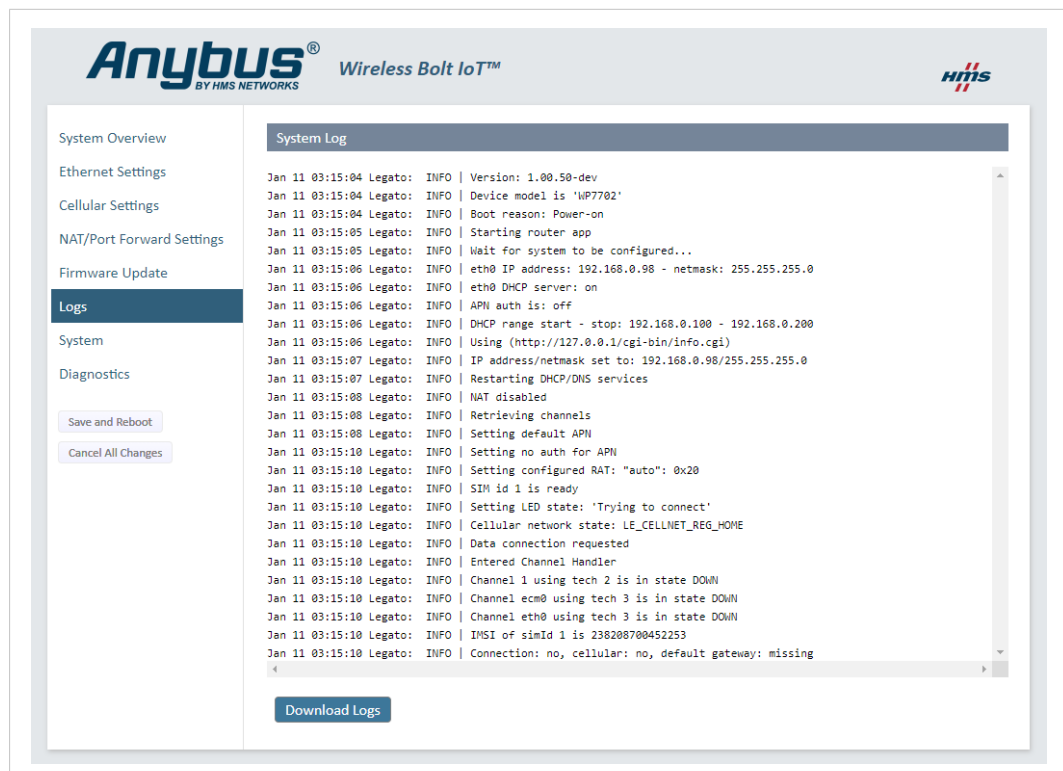 Anybus®
BY HMS NETWORKS
Wireless Bolt IoT™
HMS
System Overview
Ethernet Settings
Cellular Settings
NAT/Port Forward Settings
Firmware Update
Logs
System
Diagnostics
Save and Reboot
Cancel All Changes
System Log
Jan 11 03:15:04 Legato:  INFO | Version: 1.00.50-dev
Jan 11 03:15:04 Legato:  INFO | Device model is 'WP7702'
Jan 11 03:15:04 Legato:  INFO | Boot reason: Power-on
Jan 11 03:15:05 Legato:  INFO | Starting router app
Jan 11 03:15:05 Legato:  INFO | Wait for system to be configured...
Jan 11 03:15:06 Legato:  INFO | eth0 IP address: 192.168.0.98 - netmask: 255.255.255.0
Jan 11 03:15:06 Legato:  INFO | eth0 DHCP server: on
Jan 11 03:15:06 Legato:  INFO | APN auth is: off
Jan 11 03:15:06 Legato:  INFO | DHCP range start - stop: 192.168.0.100 - 192.168.0.200
Jan 11 03:15:06 Legato:  INFO | Using (http://127.0.0.1/cgi-bin/info.cgi)
Jan 11 03:15:07 Legato:  INFO | IP address/netmask set to: 192.168.0.98/255.255.255.0
Jan 11 03:15:07 Legato:  INFO | Restarting DHCP/DNS services
Jan 11 03:15:08 Legato:  INFO | NAT disabled
Jan 11 03:15:08 Legato:  INFO | Retrieving channels
Jan 11 03:15:08 Legato:  INFO | Setting default APN
Jan 11 03:15:10 Legato:  INFO | Setting no auth for APN
Jan 11 03:15:10 Legato:  INFO | Setting configured RAT: "auto": 0x20
Jan 11 03:15:10 Legato:  INFO | SIM id 1 is ready
Jan 11 03:15:10 Legato:  INFO | Setting LED state: 'Trying to connect'
Jan 11 03:15:10 Legato:  INFO | Cellular network state: LE_CELLNET_REG_HOME
Jan 11 03:15:10 Legato:  INFO | Data connection requested
Jan 11 03:15:10 Legato:  INFO | Entered Channel Handler
Jan 11 03:15:10 Legato:  INFO | Channel 1 using tech 2 is in state DOWN
Jan 11 03:15:10 Legato:  INFO | Channel ecm0 using tech 3 is in state DOWN
Jan 11 03:15:10 Legato:  INFO | Channel eth0 using tech 3 is in state DOWN
Jan 11 03:15:10 Legato:  INFO | IMSI of simId 1 is 238208700452253
Jan 11 03:15:10 Legato:  INFO | Connection: no, cellular: no, default gateway: missing
Download Logs